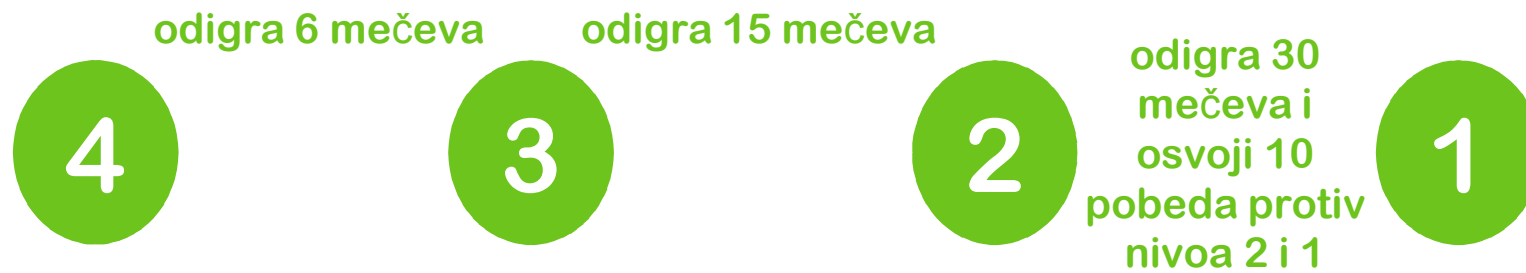 odigra 6 mečeva
odigra 15 mečeva
odigra 30
mečeva i
osvoji 10
pobeda protiv
nivoa 2 i 1
4
3
2
1